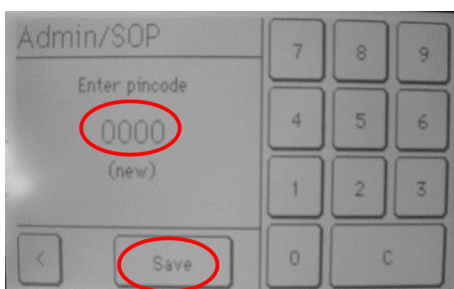 Admin/SOP
Enter pincode
0000
(new)
< Save
7 8 9
4 5 6
1 2 3
0 C